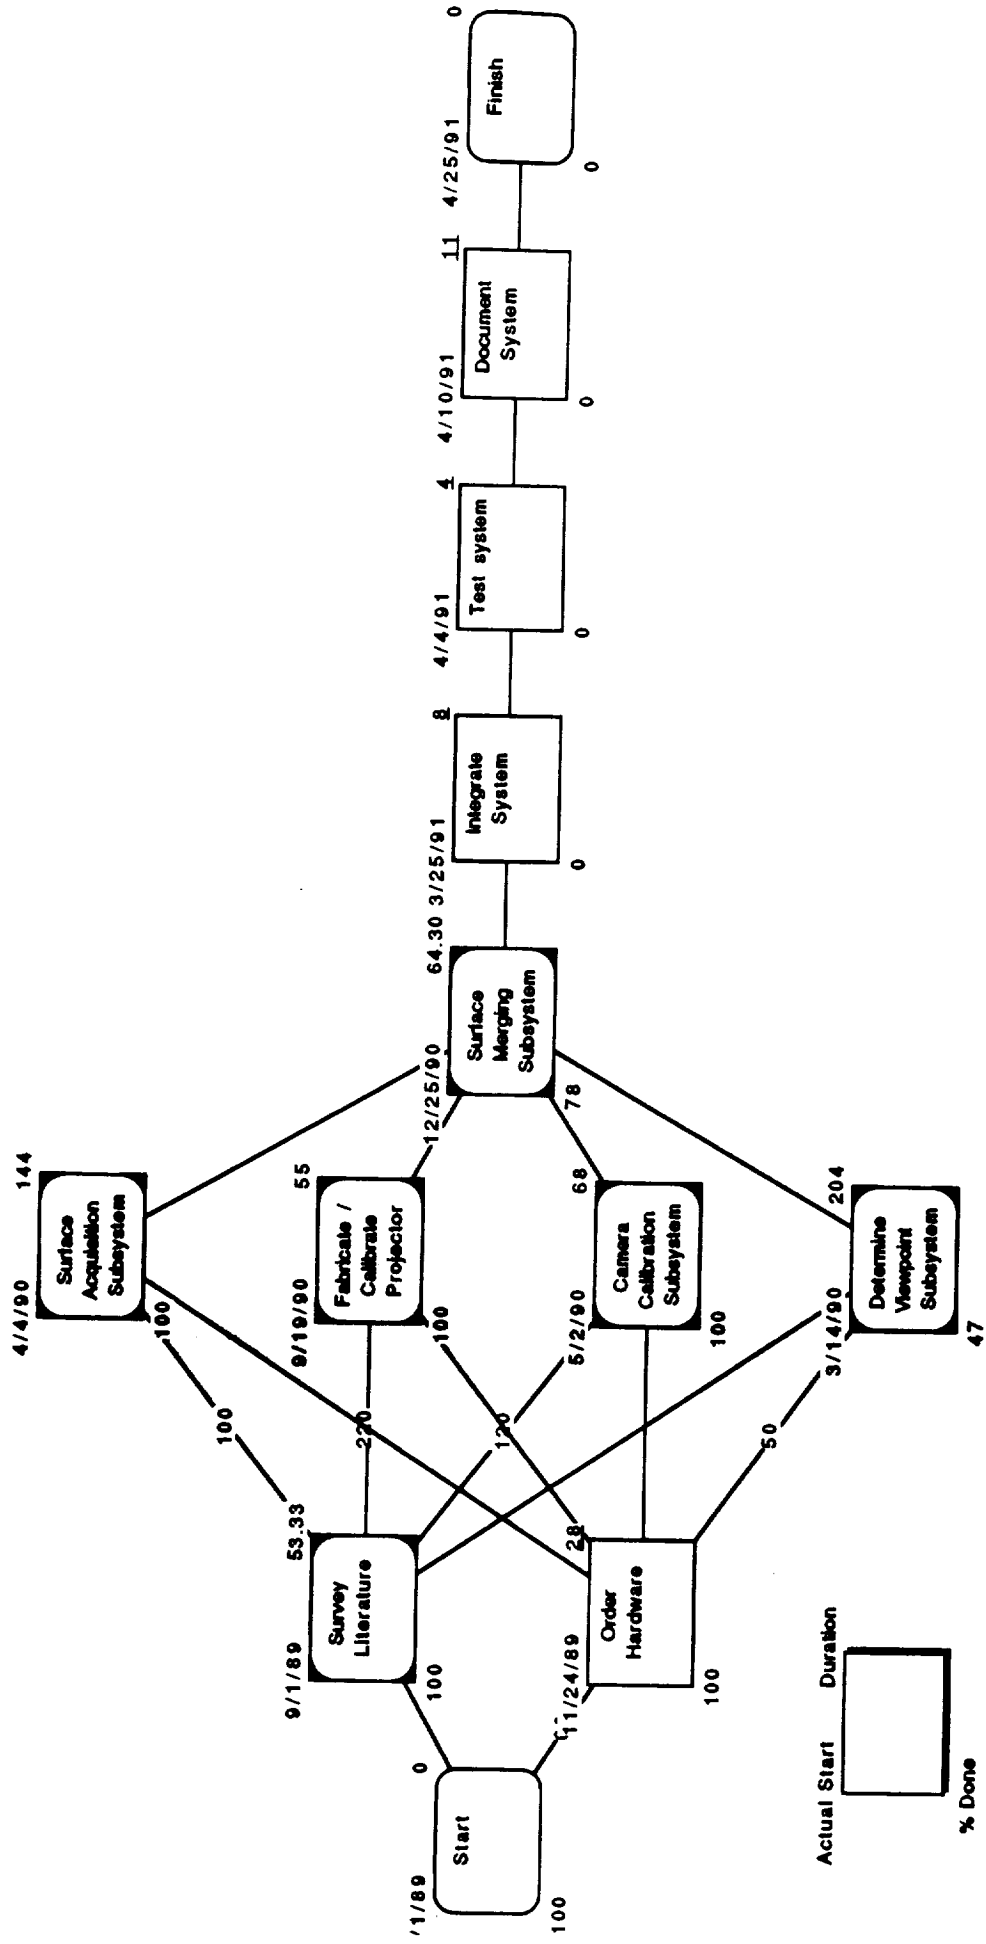 /1/89
0
Start
100
9/1/89
53.33
Survey
Literature
100
11/24/89
28
Order
Hardware
100
100
220
120
50
4/4/90
144
Surface
Acquisition
Subsystem
100
9/19/90
55
Fabricate /
Calibrate
Projector
100
5/2/90
68
Camera
Calibration
Subsystem
100
3/14/90
204
Determine
Viewpoint
Subsystem
47
12/25/90
64.30
Surface
Merging
Subsystem
78
3/25/91
8
Integrate
System
0
4/4/91
4
Test system
0
4/10/91
11
Document
System
0
4/25/91
0
Finish
0
Actual Start
Duration
% Done